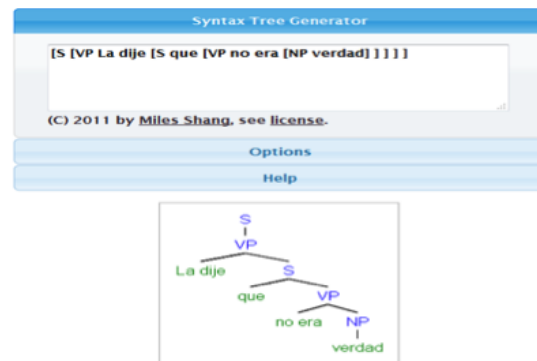 Syntax Tree Generator
[S [VP La dije [S que [VP no era [NP verdad] ] ] ] ]
(C) 2011 by Miles Shang, see license.
Options
Help
S
VP
La dije
S
que
VP
no era
NP
verdad